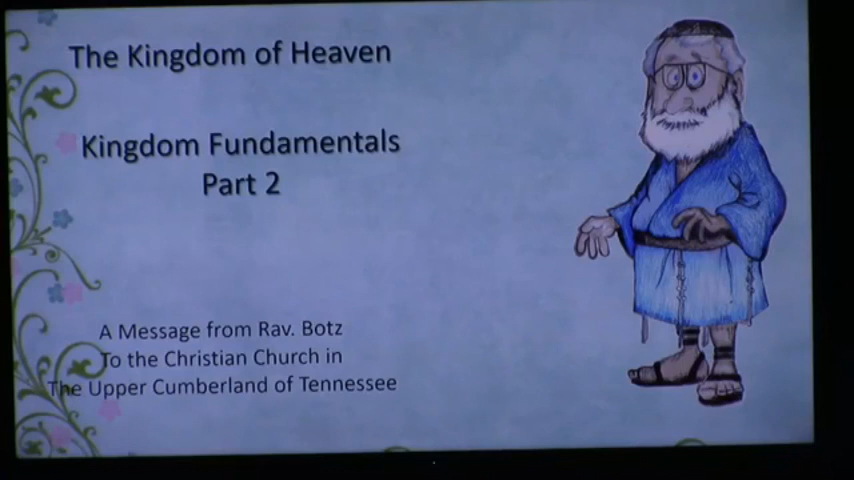 The Kingdom of Heaven
Kingdom Fundamentals
Part 2
A Message from Rav. Botz
To the Christian Church in
The Upper Cumberland of Tennessee